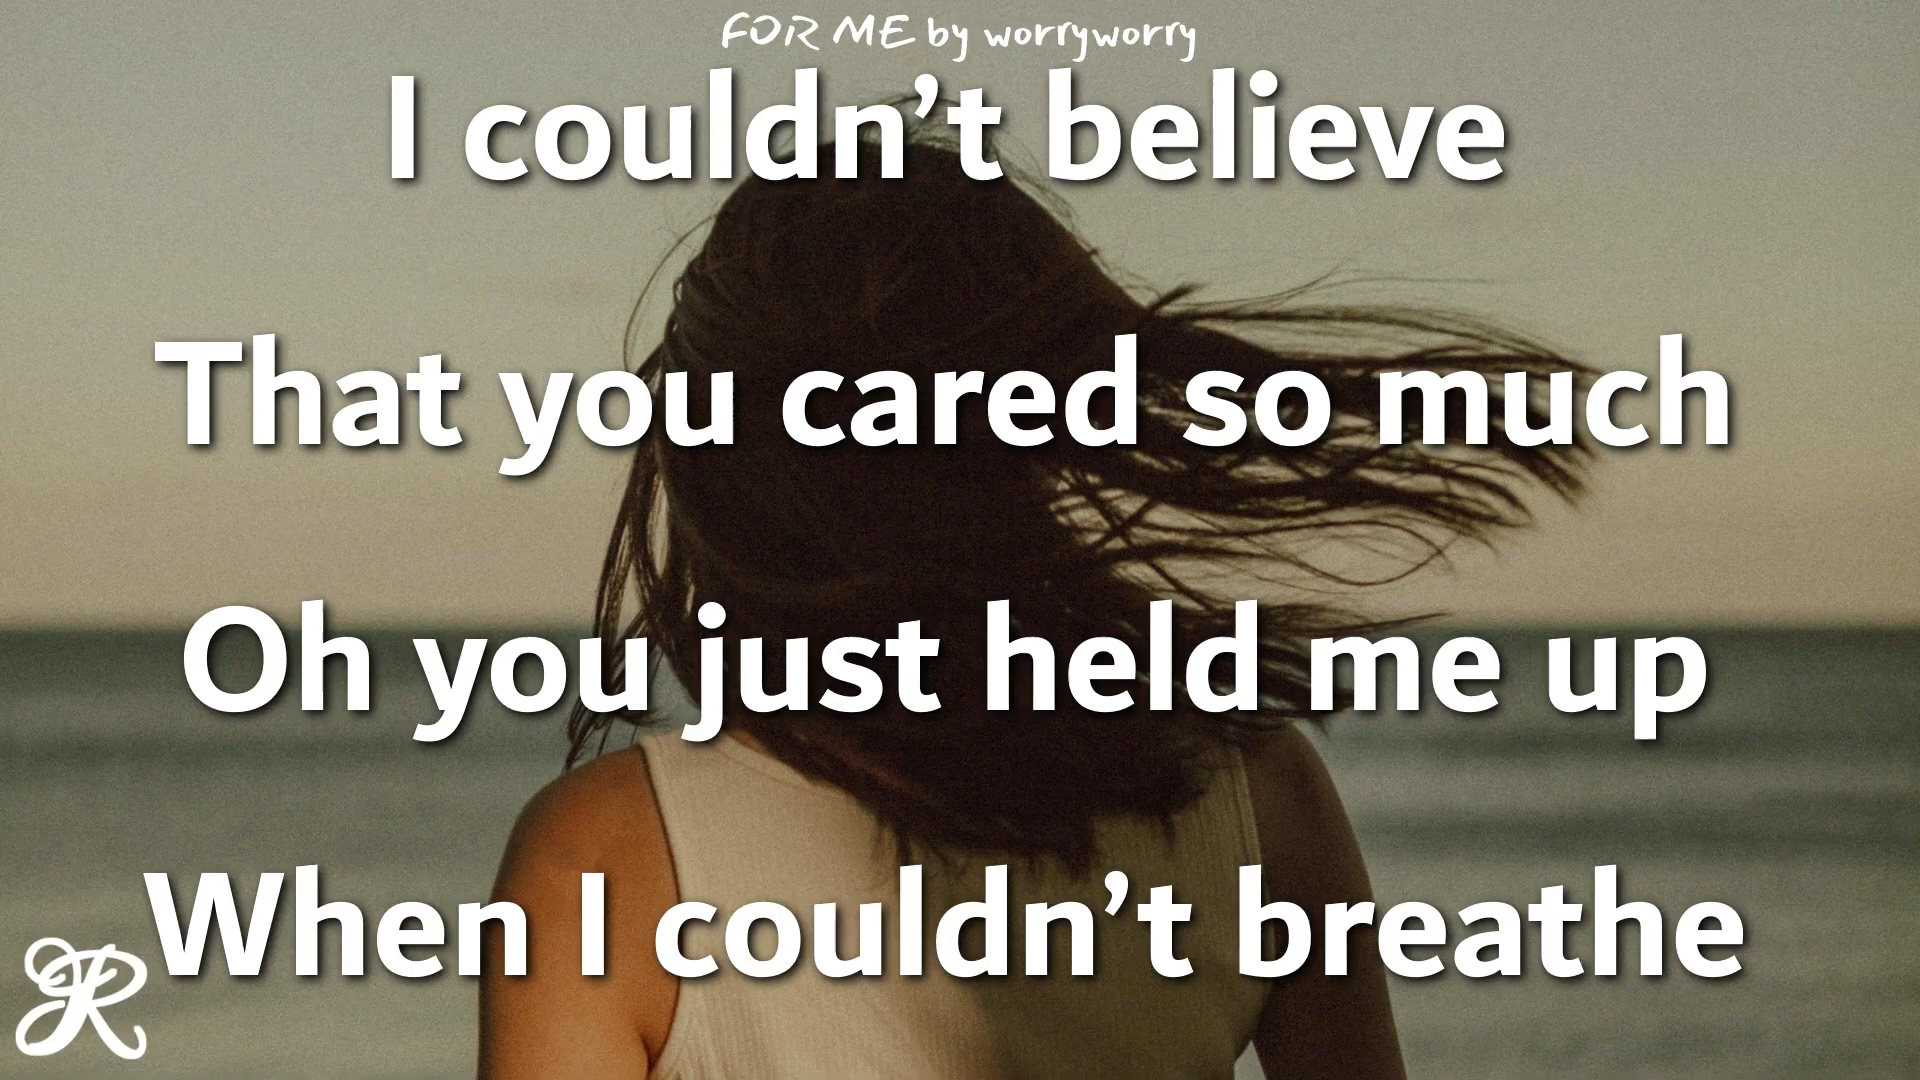 FOR ME by worryworry
I couldn’t believe
That you cared so much
Oh you just held me up
When I couldn’t breathe
R